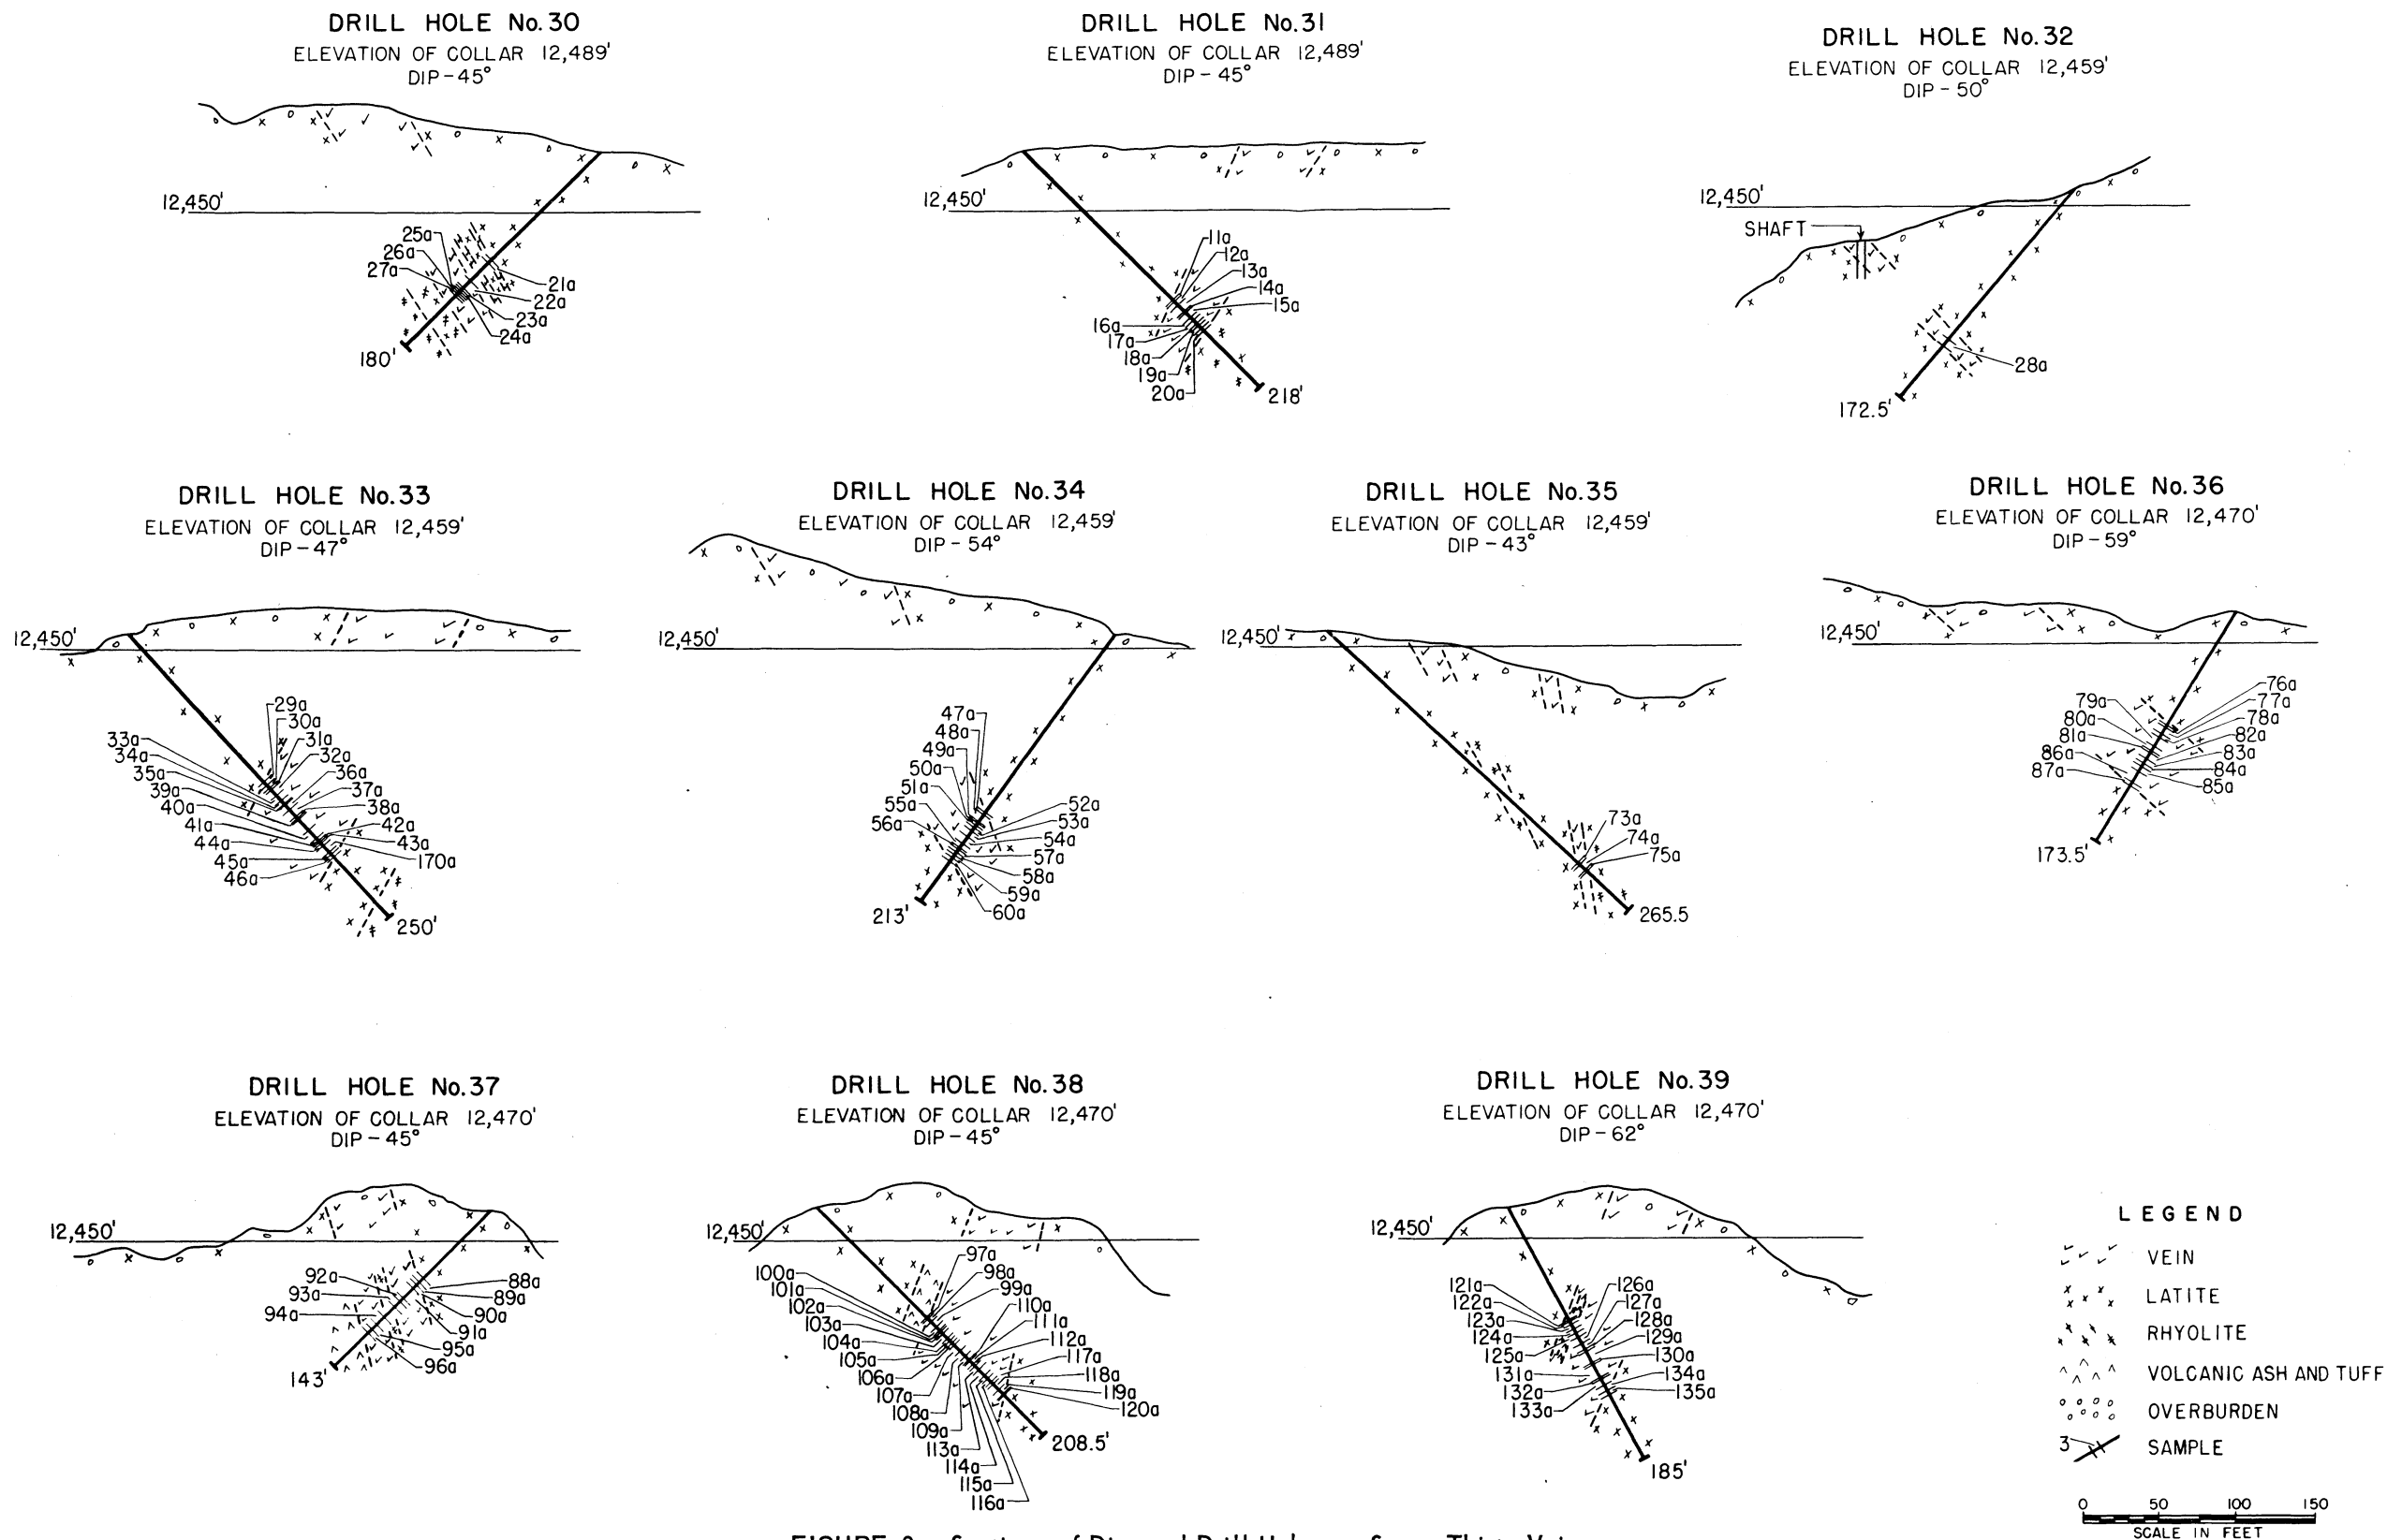 DRILL HOLE No.30
ELEVATION OF COLLAR 12,489'
DIP-45°
12,450'
25a
26a
27a
21a
22a
23a
24a
180'
DRILL HOLE No.31
ELEVATION OF COLLAR 12,489'
DIP-45°
12,450'
11a
12a
13a
14a
15a
16a
17a
18a
19a
20a
218'
DRILL HOLE No.32
ELEVATION OF COLLAR 12,459'
DIP-50°
12,450'
SHAFT
28a
172.5'
DRILL HOLE No.33
ELEVATION OF COLLAR 12,459'
DIP-47°
12,450'
29a
30a
31a
32a
33a
34a
35a
36a
37a
39a
38a
40a
41a
42a
44a
43a
45a
170a
46a
250'
DRILL HOLE No.34
ELEVATION OF COLLAR 12,459'
DIP-54°
12,450'
47a
48a
49a
50a
51a
55a
52a
56a
53a
54a
57a
58a
59a
60a
213'
DRILL HOLE No.35
ELEVATION OF COLLAR 12,459'
DIP-43°
12,450'
73a
74a
75a
265.5
DRILL HOLE No.36
ELEVATION OF COLLAR 12,470'
DIP-59°
12,450'
76a
79a
77a
80a
78a
81a
82a
86a
83a
87a
84a
85a
173.5'
DRILL HOLE No.37
ELEVATION OF COLLAR 12,470'
DIP-45°
12,450'
92a
88a
93a
89a
94a
90a
91a
95a
96a
143'
DRILL HOLE No.38
ELEVATION OF COLLAR 12,470'
DIP-45°
12,450'
97a
100a
98a
101a
99a
102a
110a
103a
111a
104a
112a
105a
117a
106a
118a
107a
119a
108a
120a
109a
113a
114a
115a
116a
208.5'
DRILL HOLE No.39
ELEVATION OF COLLAR 12,470'
DIP-62°
12,450'
121a
126a
122a
127a
123a
128a
124a
129a
125a
130a
131a
134a
132a
135a
133a
185'
LEGEND
VEIN
LATITE
RHYOLITE
VOLCANIC ASH AND TUFF
OVERBURDEN
3 SAMPLE
0 50 100 150
SCALE IN FEET